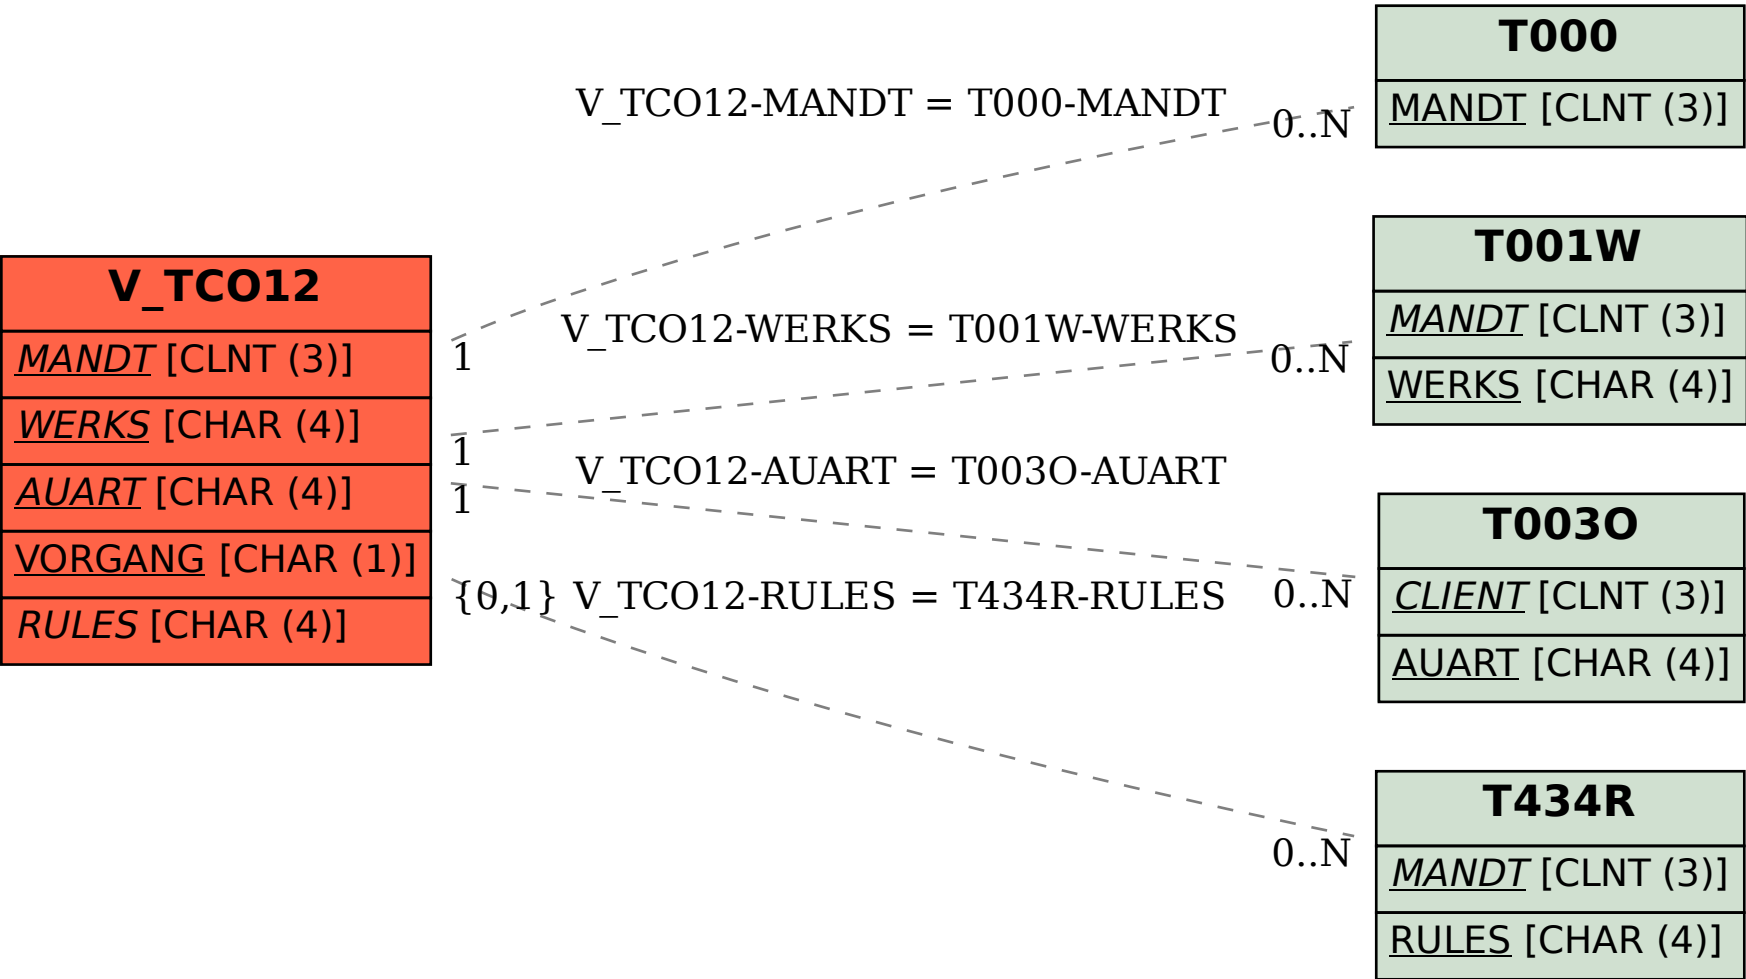 V_TCO12
MANDT [CLNT (3)]
WERKS [CHAR (4)]
AUART [CHAR (4)]
VORGANG [CHAR (1)]
RULES [CHAR (4)]
V_TCO12-MANDT = T000-MANDT
0..N
1
V_TCO12-WERKS = T001W-WERKS
0..N
1
V_TCO12-AUART = T003O-AUART
1
0..N
{0,1}
V_TCO12-RULES = T434R-RULES
0..N
T000
MANDT [CLNT (3)]
T001W
MANDT [CLNT (3)]
WERKS [CHAR (4)]
T003O
CLIENT [CLNT (3)]
AUART [CHAR (4)]
T434R
MANDT [CLNT (3)]
RULES [CHAR (4)]